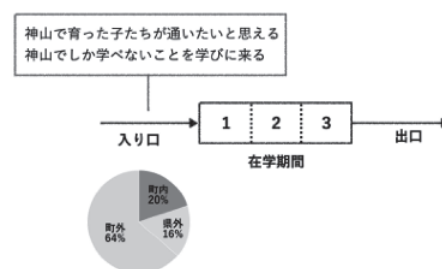 神山で育った子たちが通いたいと思える
神山でしか学べないことを学びに来る
入り口
1 2 3
出口
在学期間
町内
20%
県外
16%
町外
64%